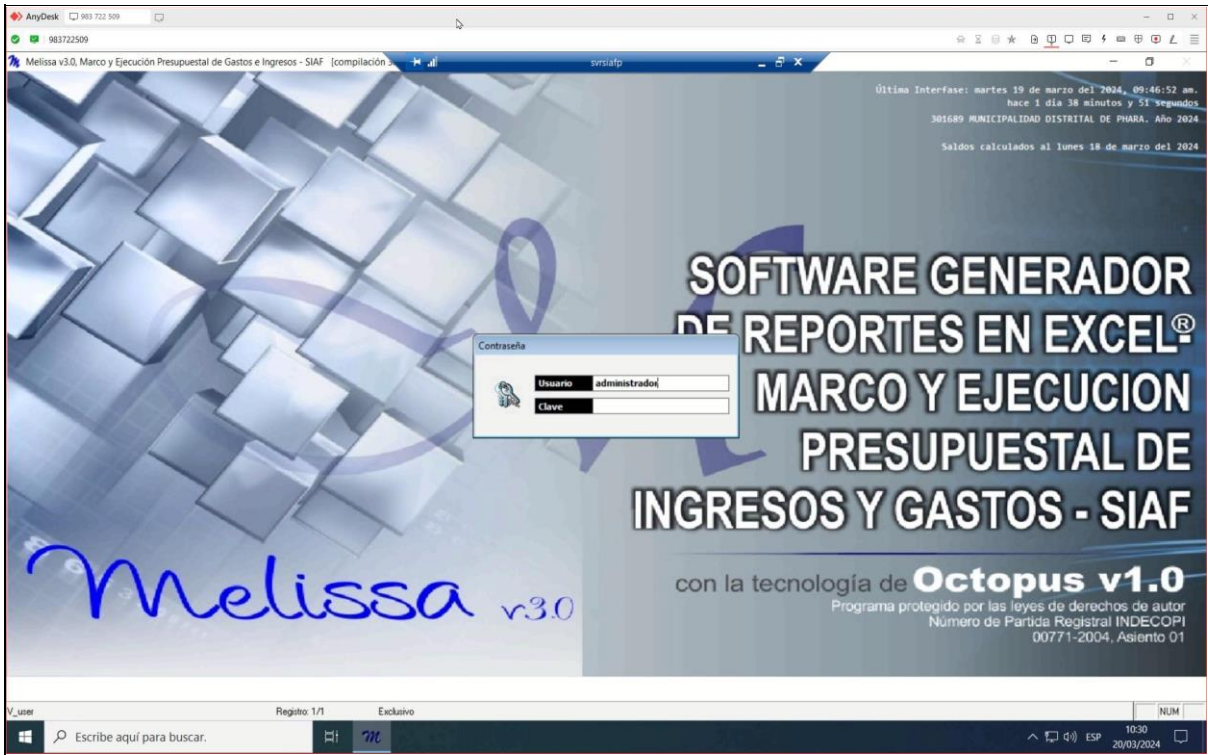 AnyDesk 983 722 509
983722509
Melissa v3.0, Marco y Ejecución Presupuestal de Gastos e Ingresos - SIAF [compilación
svrsiafp
Última Interfase: martes 19 de marzo del 2024, 09:46:52 am.
hace 1 día 38 minutos y 51 segundos
301689 MUNICIPALIDAD DISTRITAL DE PHARA. Año 2024
Saldos calculados al lunes 18 de marzo del 2024
SOFTWARE GENERADOR
DE REPORTES EN EXCEL®
MARCO Y EJECUCION
PRESUPUESTAL DE
INGRESOS Y GASTOS - SIAF
Contraseña
Usuario administrador
Clave
Melissa v3.0
con la tecnología de Octopus v1.0
Programa protegido por las leyes de derechos de autor
Número de Partida Registral INDECOPI
00771-2004, Asiento 01
V_user Registro: 1/1 Exclusivo NUM
Escribe aquí para buscar.
ESP
10:30
20/03/2024